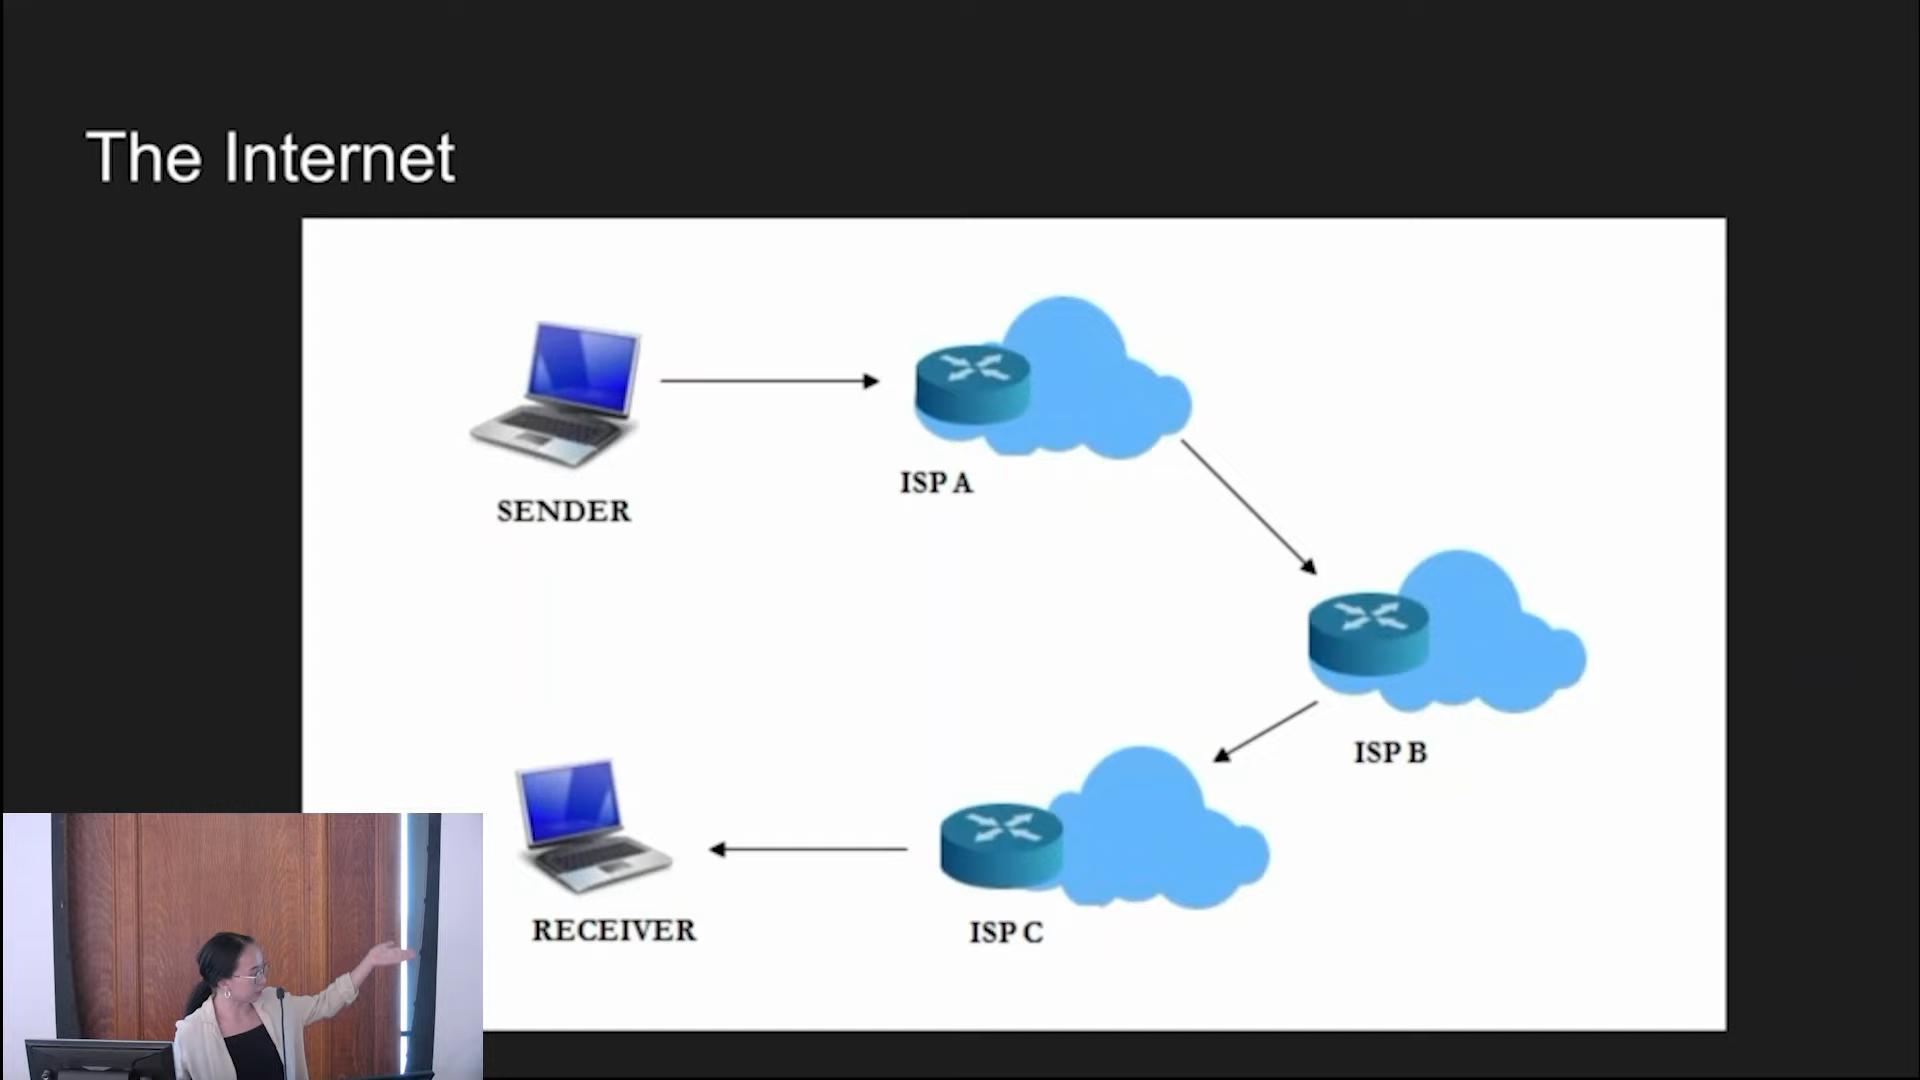 The Internet
SENDER
ISP A
ISP B
RECEIVER
ISP C